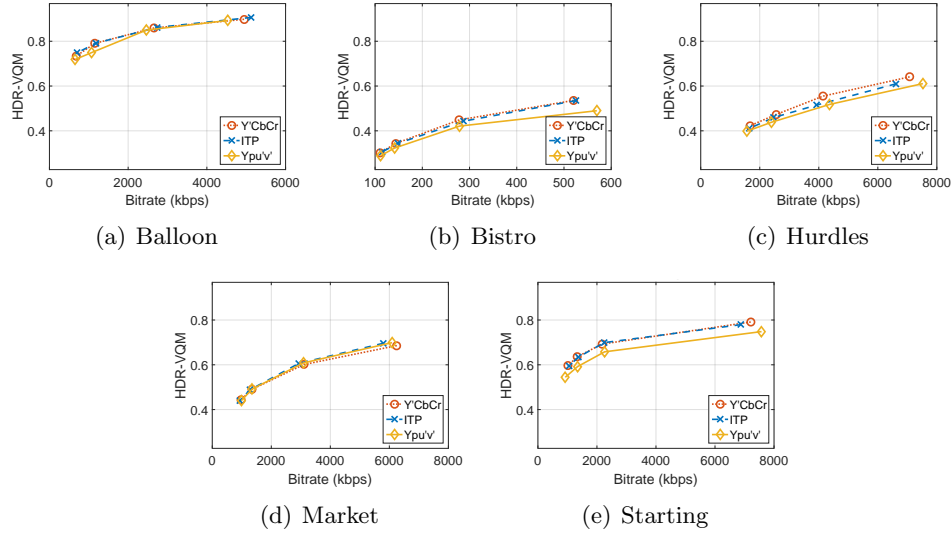 HDR-VQM
0.8
0.6
0.4
0 2000 4000 6000
Bitrate (kbps)
Y'CbCr
ITP
Ypu'v'
(a) Balloon
HDR-VQM
0.8
0.6
0.4
100 200 300 400 500 600
Bitrate (kbps)
Y'CbCr
ITP
Ypu'v'
(b) Bistro
HDR-VQM
0.8
0.6
0.4
0 2000 4000 6000 8000
Bitrate (kbps)
Y'CbCr
ITP
Ypu'v'
(c) Hurdles
HDR-VQM
0.8
0.6
0.4
0 2000 4000 6000 8000
Bitrate (kbps)
Y'CbCr
ITP
Ypu'v'
(d) Market
HDR-VQM
0.8
0.6
0.4
0 2000 4000 6000 8000
Bitrate (kbps)
Y'CbCr
ITP
Ypu'v'
(e) Starting